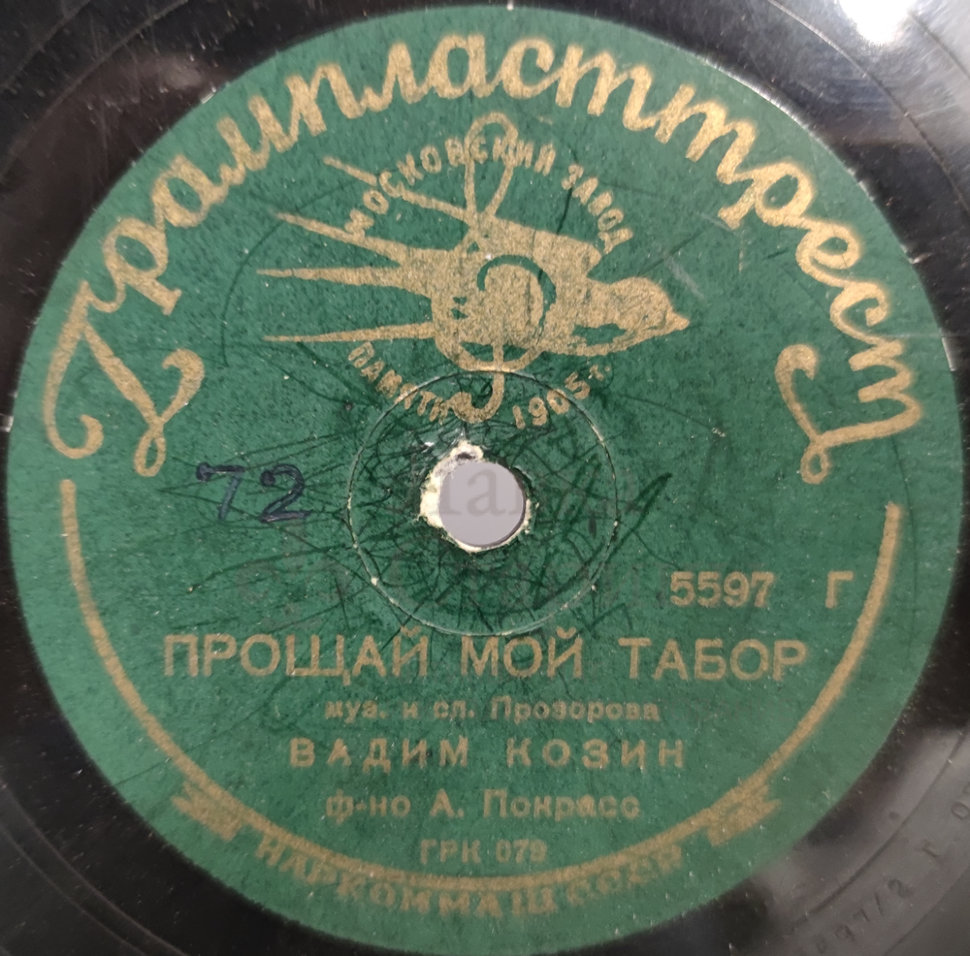 Грампласттрест
МОСКОВСКИЙ ЗАВОД
ПАМЯТИ 1905 г.
72
5597 Г
ПРОЩАЙ МОЙ ТАБОР
муз. и сл. Прозорова
ВАДИМ КОЗИН
ф-но А. Покрасс
ГРК 079
НАРКОММАШ СССР